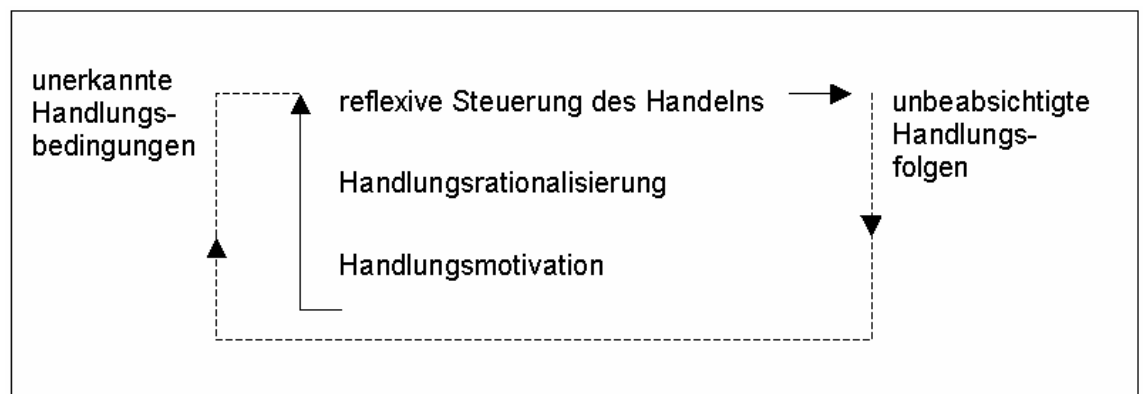 unerkannte
Handlungs-
bedingungen
reflexive Steuerung des Handelns
Handlungsrationalisierung
Handlungsmotivation
unbeabsichtigte
Handlungs-
folgen